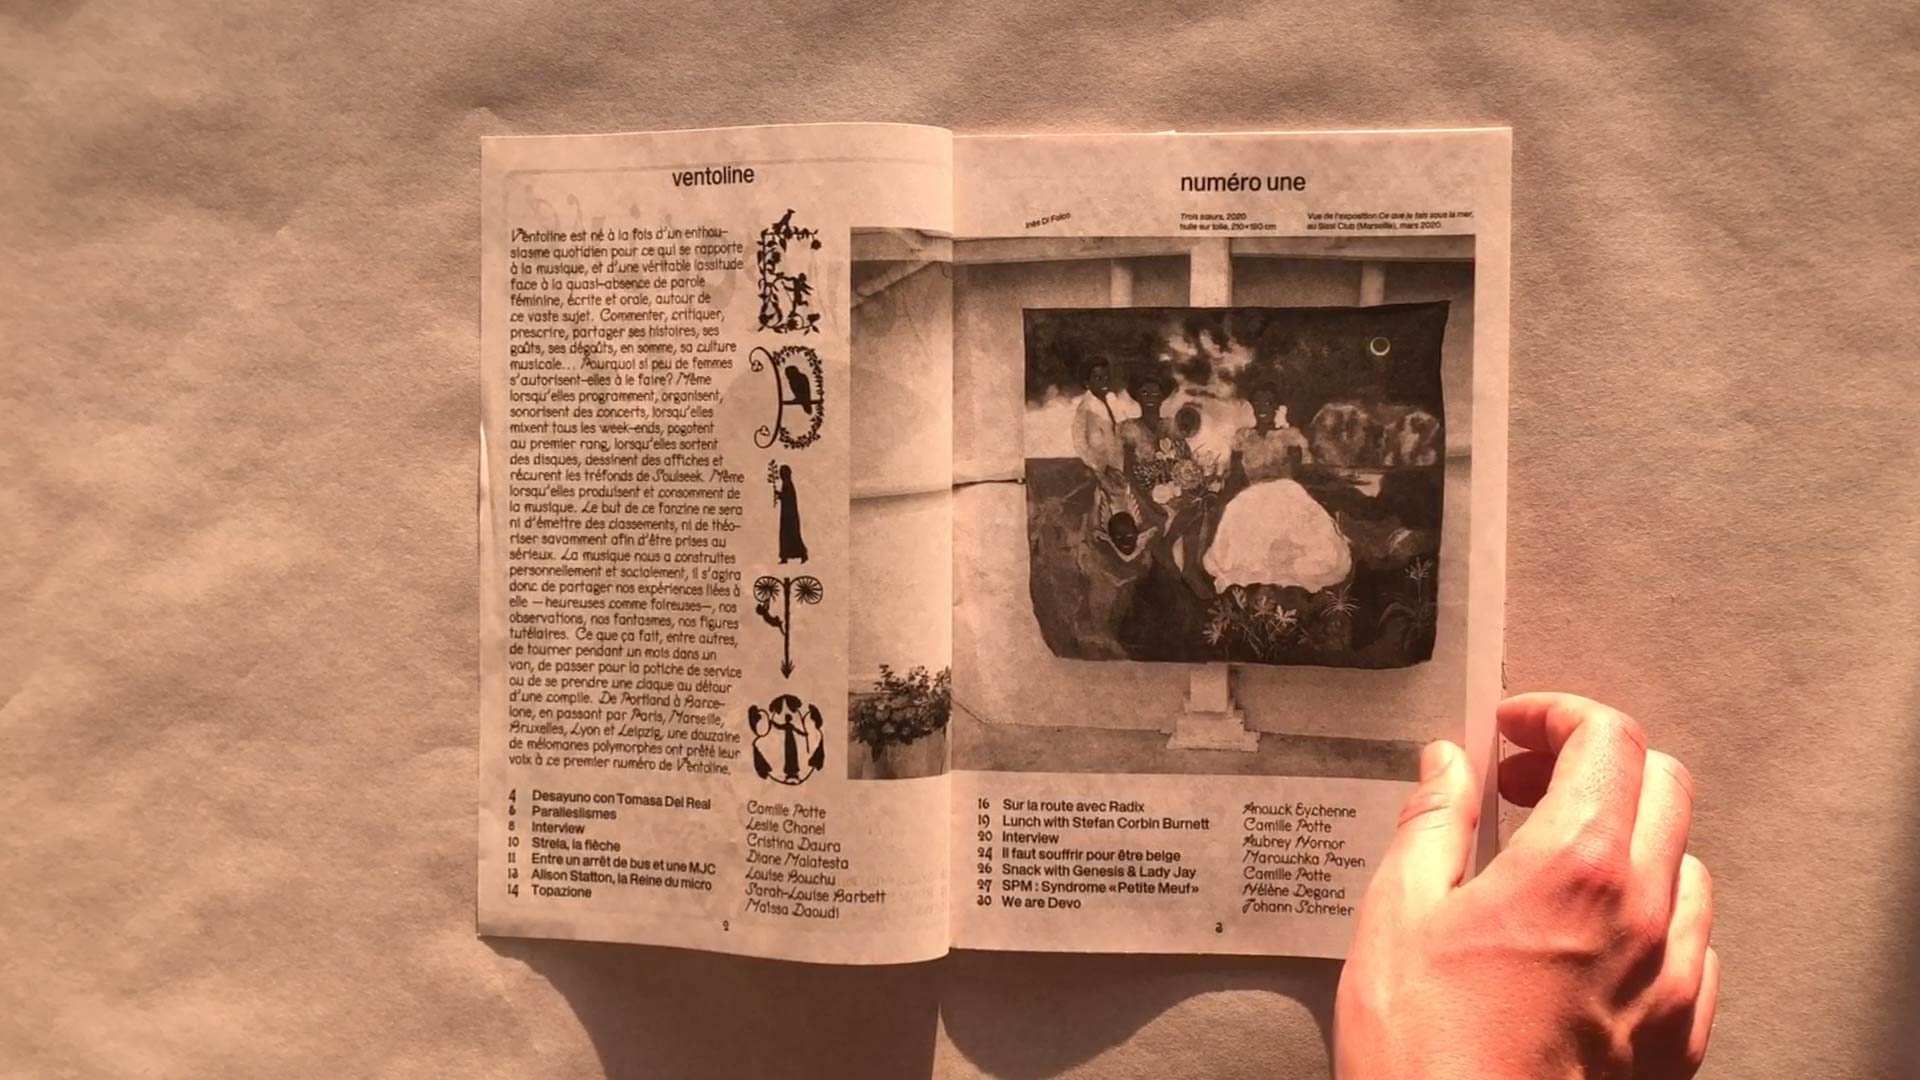 ventoline
Ventoline est né à la fois d'un enthou-
siasme quotidien pour ce qui se rapporte
à la musique, et d'une véritable lassitude
face à la quasi-absence de parole
féminine, écrite et orale, autour de
ce vaste sujet. Commenter, critiquer,
prescrire, partager ses histoires, ses
goûts, ses dégoûts, en somme, sa culture
musicale... Pourquoi si peu de femmes
s'autorisent-elles à le faire? Même
lorsqu'elles programment, organisent,
sonorisent des concerts, lorsqu'elles
mixent tous les week-ends, pogotent
au premier rang, lorsqu'elles sortent
des disques, dessinent des affiches et
récurent les tréfonds de Soulseek. Même
lorsqu'elles produisent et consomment de
la musique. Le but de ce fanzine ne sera
ni d'émettre des classements, ni de théo-
riser savamment afin d'être prises au
sérieux. La musique nous a construites
personnellement et socialement, il s'agira
donc de partager nos expériences liées à
elle — heureuses comme foireuses—, nos
observations, nos fantasmes, nos figures
tutélaires. Ce que ça fait, entre autres,
de tourner pendant un mois dans un
van, de passer pour la potiche de service
ou de se prendre une claque au détour
d'une compile. De Portland à Barce-
lone, en passant par Paris, Marseille,
Bruxelles, Lyon et Leipzig, une douzaine
de mélomanes polymorphes ont prêté leur
voix à ce premier numéro de Ventoline.
4 Desayuno con Tomasa Del Real Camille Potte
6 Paralleslismes Leslie Chanel
8 Interview Cristina Daura
10 Strela, la flèche Diane Malatesta
11 Entre un arrêt de bus et une MJC Louise Bouchu
13 Alison Statton, la Reine du micro Sarah-Louise Barbett
14 Topazione Maïssa Daoudi
2
numéro une
Inès Di Folco
Trois sœurs, 2020
huile sur toile, 210×180 cm
Vue de l'exposition Ce que je fais sous la mer,
au Sissi Club (Marseille), mars 2020.
16 Sur la route avec Radix Anouck Eychenne
19 Lunch with Stefan Corbin Burnett Camille Potte
20 Interview Aubrey Hornor
24 Il faut souffrir pour être belge Marouchka Payen
26 Snack with Genesis & Lady Jay Camille Potte
27 SPM : Syndrome «Petite Meuf» Hélène Degand
30 We are Devo Johann Schreier
3